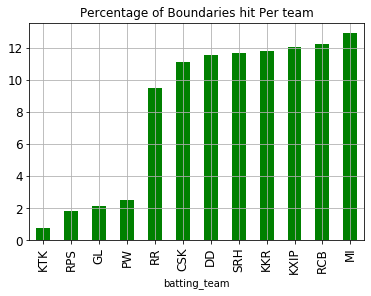 Percentage of Boundaries hit Per team
12
10
8
6
4
2
0
KTK
RPS
GL
PW
RR
CSK
DD
SRH
KKR
KXIP
RCB
MI
batting_team